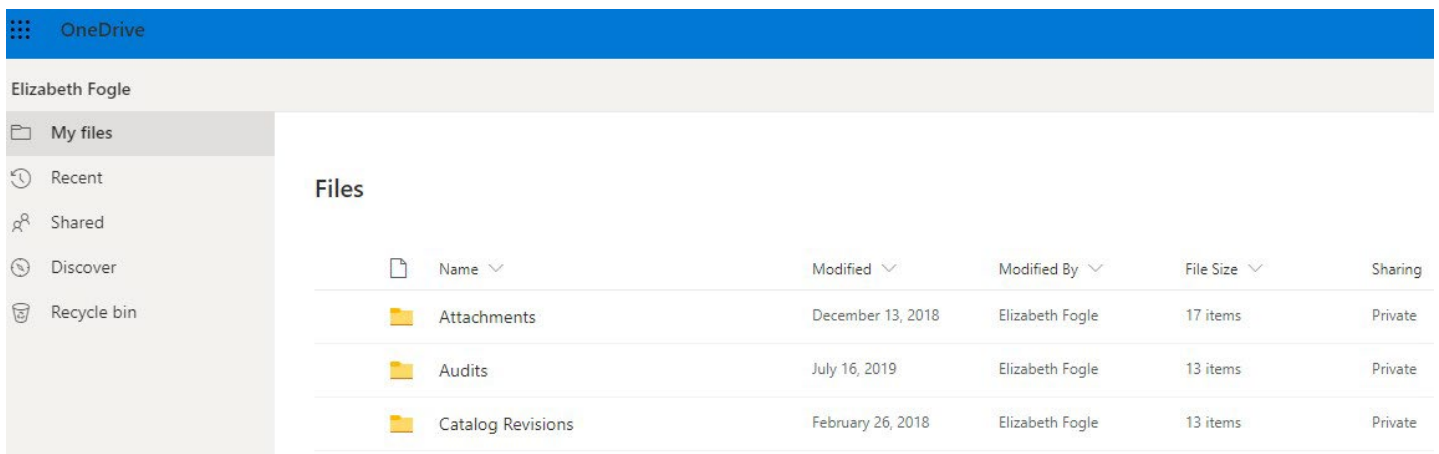 OneDrive
Elizabeth Fogle
My files
Recent
Shared
Discover
Recycle bin
Files
Name Modified Modified By File Size Sharing
Attachments December 13, 2018 Elizabeth Fogle 17 items Private
Audits July 16, 2019 Elizabeth Fogle 13 items Private
Catalog Revisions February 26, 2018 Elizabeth Fogle 13 items Private